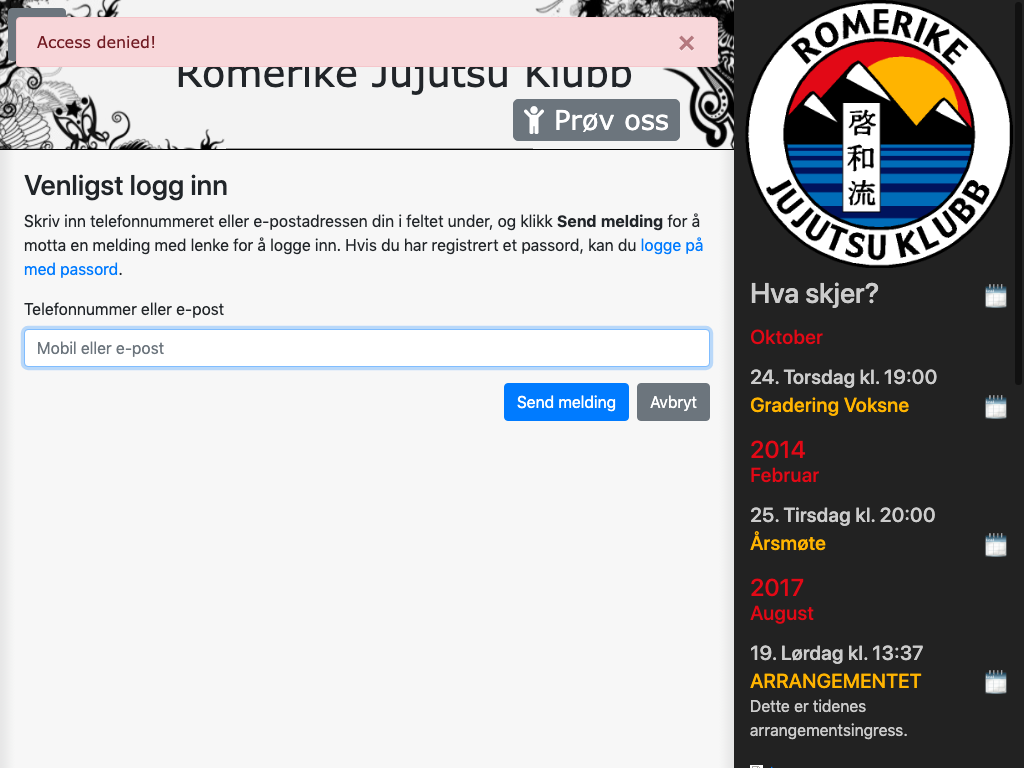 Access denied!
×
Romerike Jujutsu Klubb
Prøv oss
Venligst logg inn
Skriv inn telefonnummeret eller e-postadressen din i feltet under, og klikk Send melding for å
motta en melding med lenke for å logge inn. Hvis du har registrert et passord, kan du logge på
med passord.
Telefonnummer eller e-post
Mobil eller e-post
Send melding
Avbryt
ROMERIKE
啓
和
流
JUJUTSU KLUBB
Hva skjer?
Oktober
24. Torsdag kl. 19:00
Gradering Voksne
2014
Februar
25. Tirsdag kl. 20:00
Årsmøte
2017
August
19. Lørdag kl. 13:37
ARRANGEMENTET
Dette er tidenes
arrangementsingress.